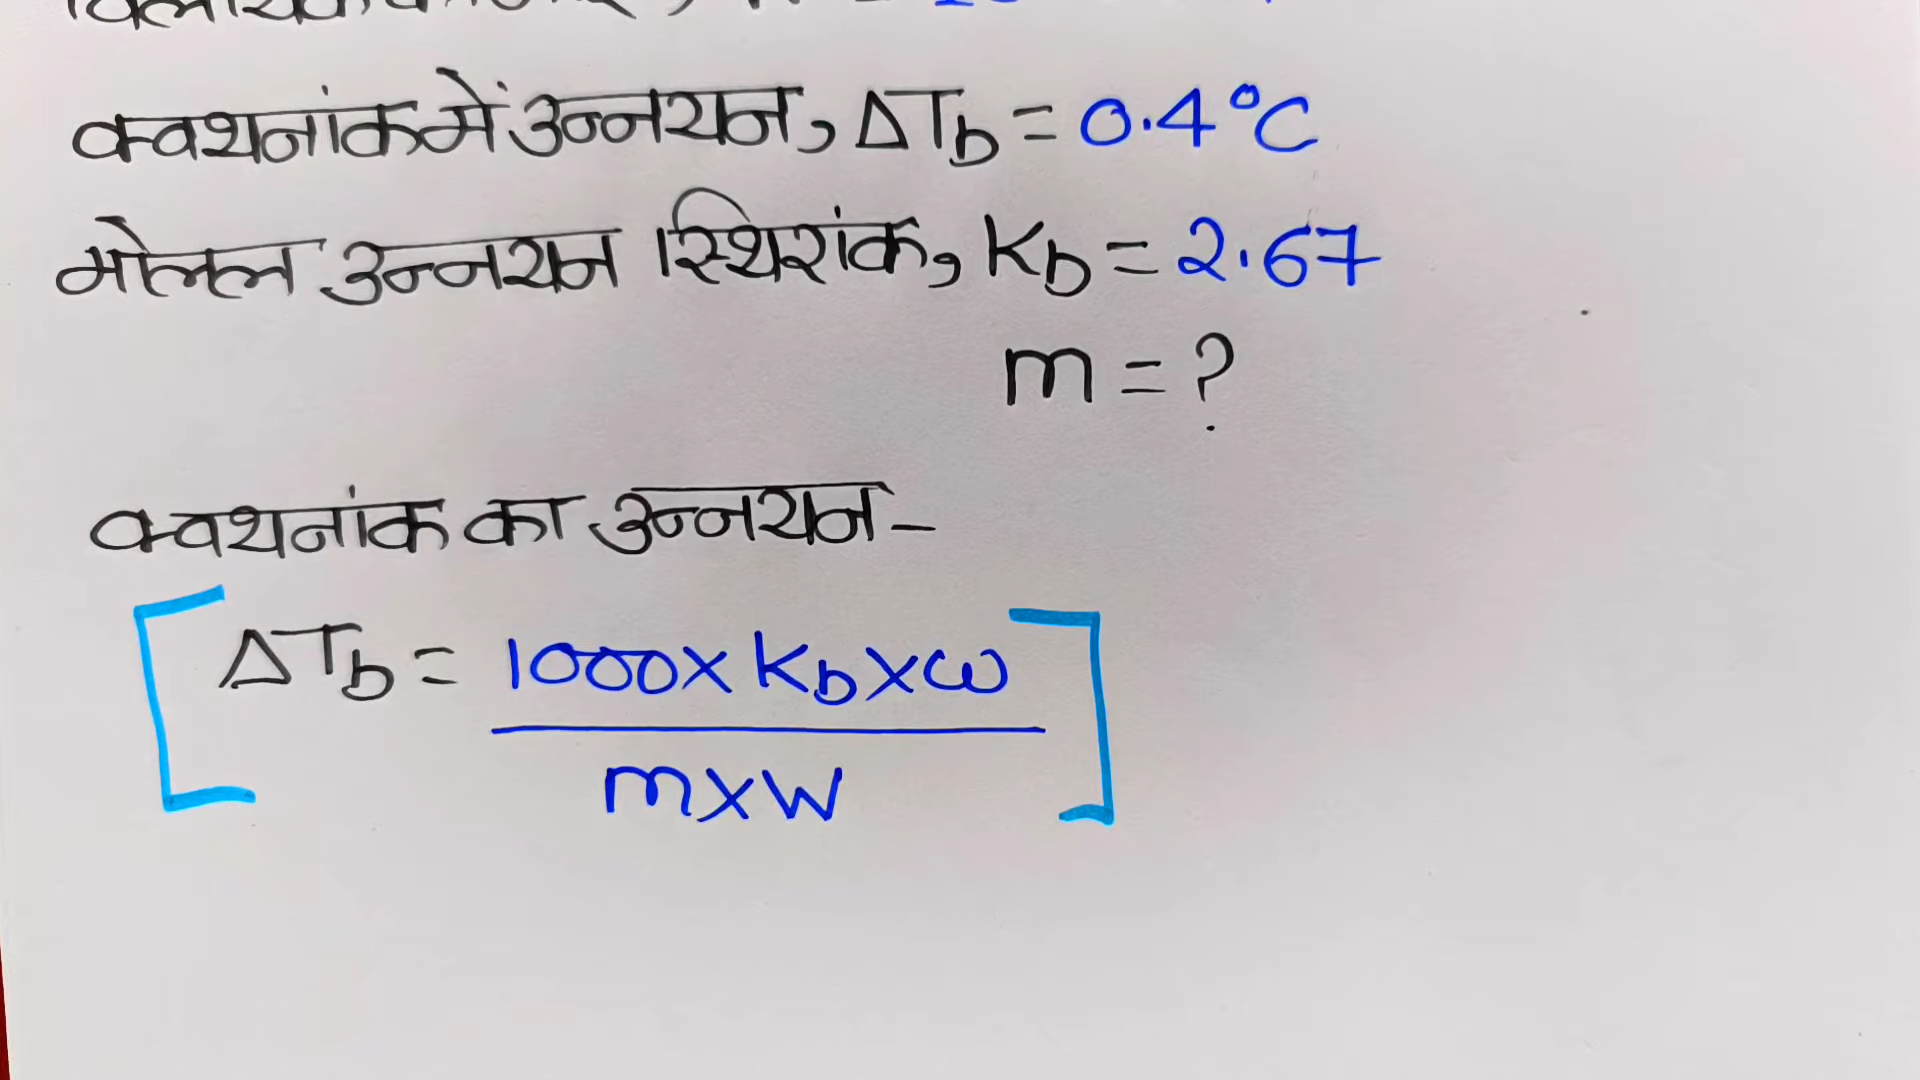 क्वथनांक में उन्नयन, ΔTb = 0.4°C
मोलल उन्नयन स्थिरांक, Kb = 2.67
m = ?
क्वथनांक का उन्नयन –
ΔTb = 1000 x Kb x w
m x W